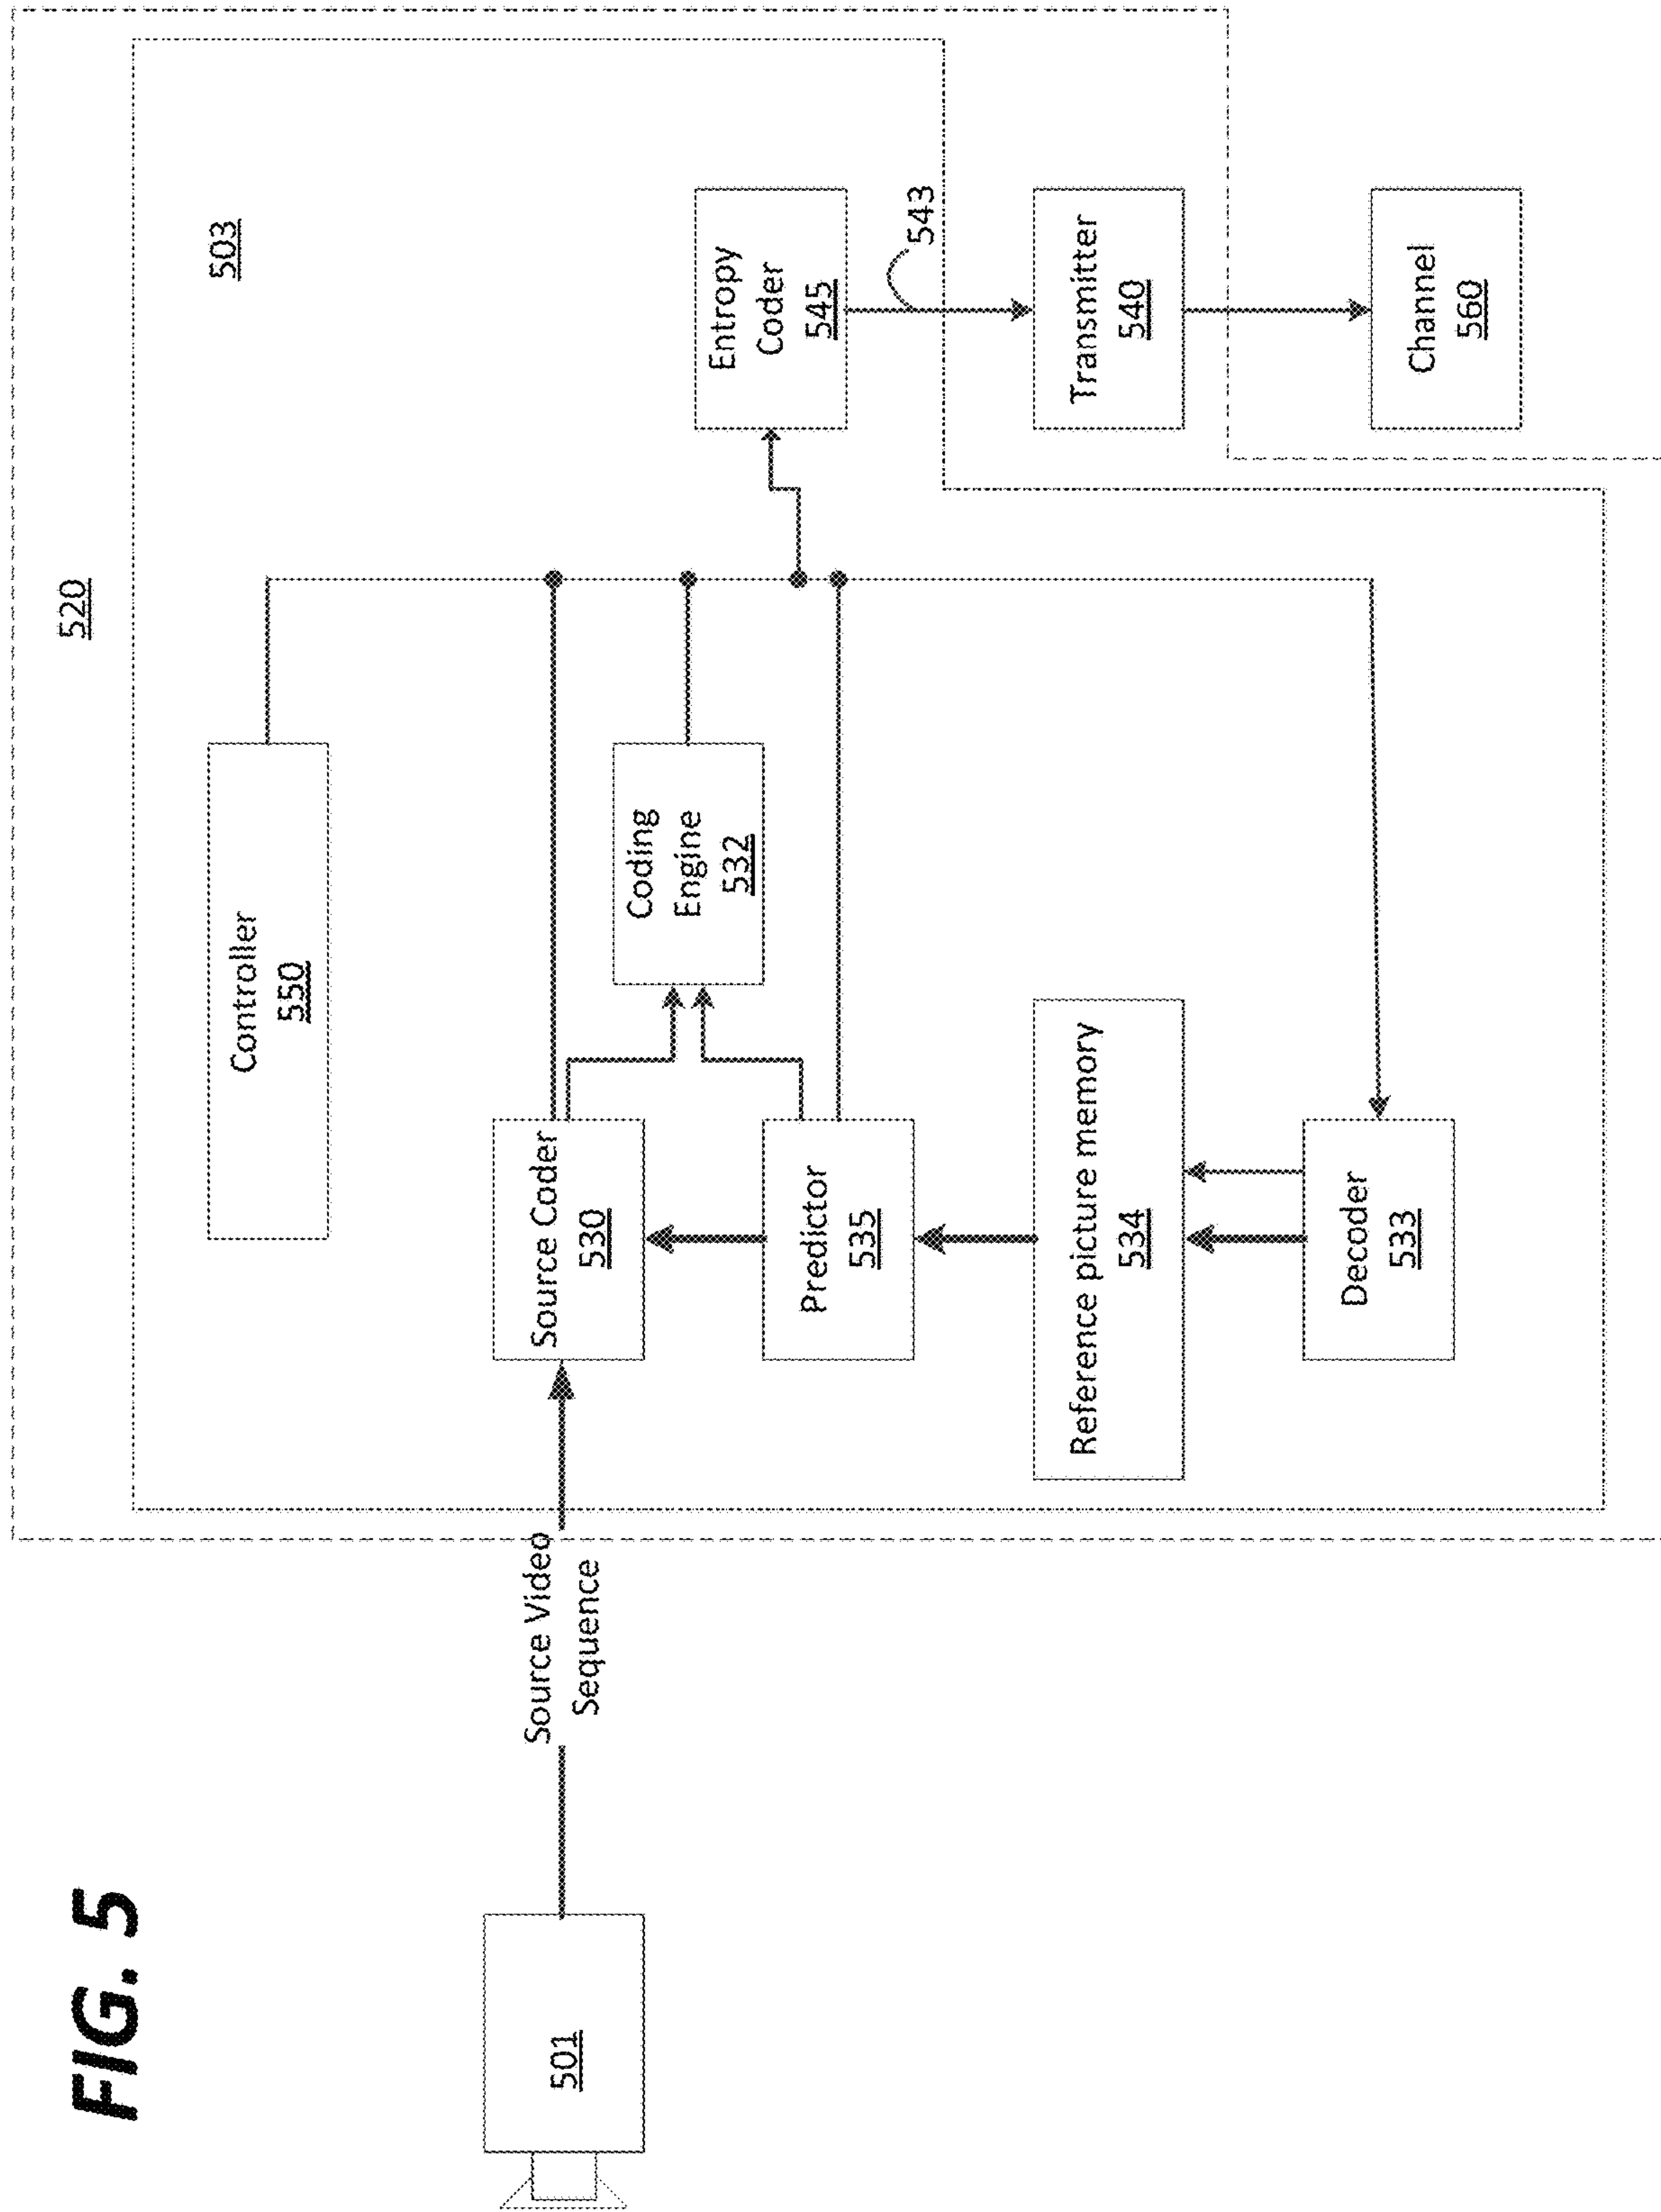 FIG. 5
520
503
Controller
550
501
Source Video
Sequence
Source Coder
530
Coding
Engine
532
Entropy
Coder
545
Predictor
535
543
Reference picture memory
534
Transmitter
540
Decoder
533
Channel
560